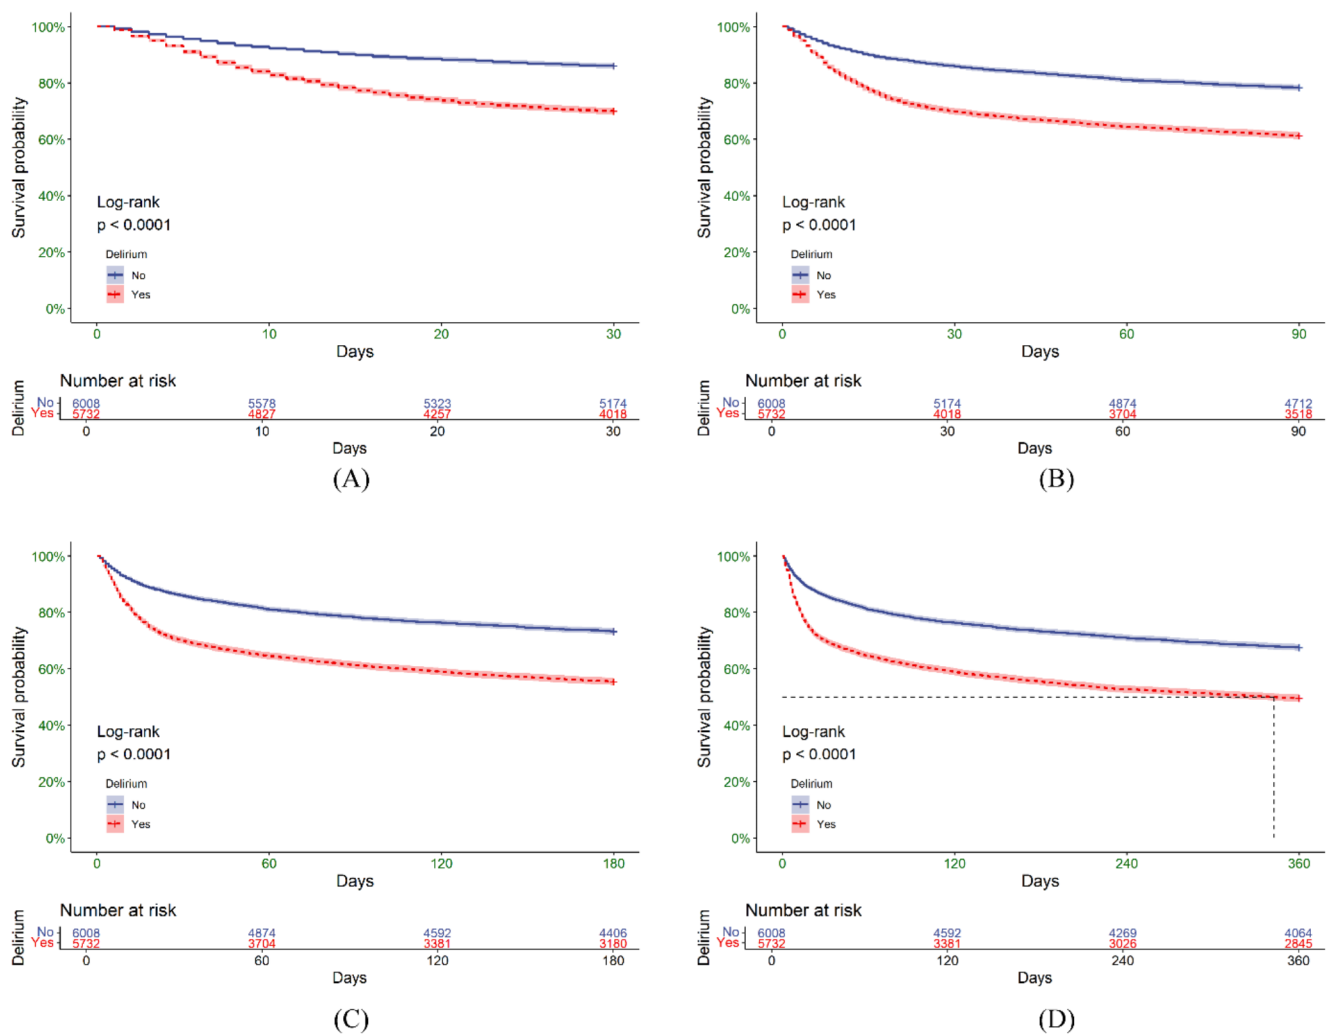 100%
80%
60%
40%
20%
0%
Survival probability
Log-rank
p < 0.0001
Delirium
No
Yes
0 10 20 30
Days
Number at risk
Delirium
No 6008 5578 5323 5174
Yes 5732 4827 4257 4018
0 10 20 30
Days
(A)
100%
80%
60%
40%
20%
0%
Survival probability
Log-rank
p < 0.0001
Delirium
No
Yes
0 30 60 90
Days
Number at risk
Delirium
No 6008 5174 4874 4712
Yes 5732 4018 3704 3518
0 30 60 90
Days
(B)
100%
80%
60%
40%
20%
0%
Survival probability
Log-rank
p < 0.0001
Delirium
No
Yes
0 60 120 180
Days
Number at risk
Delirium
No 6008 4874 4592 4406
Yes 5732 3704 3381 3180
0 60 120 180
Days
(C)
100%
80%
60%
40%
20%
0%
Survival probability
Log-rank
p < 0.0001
Delirium
No
Yes
0 120 240 360
Days
Number at risk
Delirium
No 6008 4592 4269 4064
Yes 5732 3381 3026 2845
0 120 240 360
Days
(D)